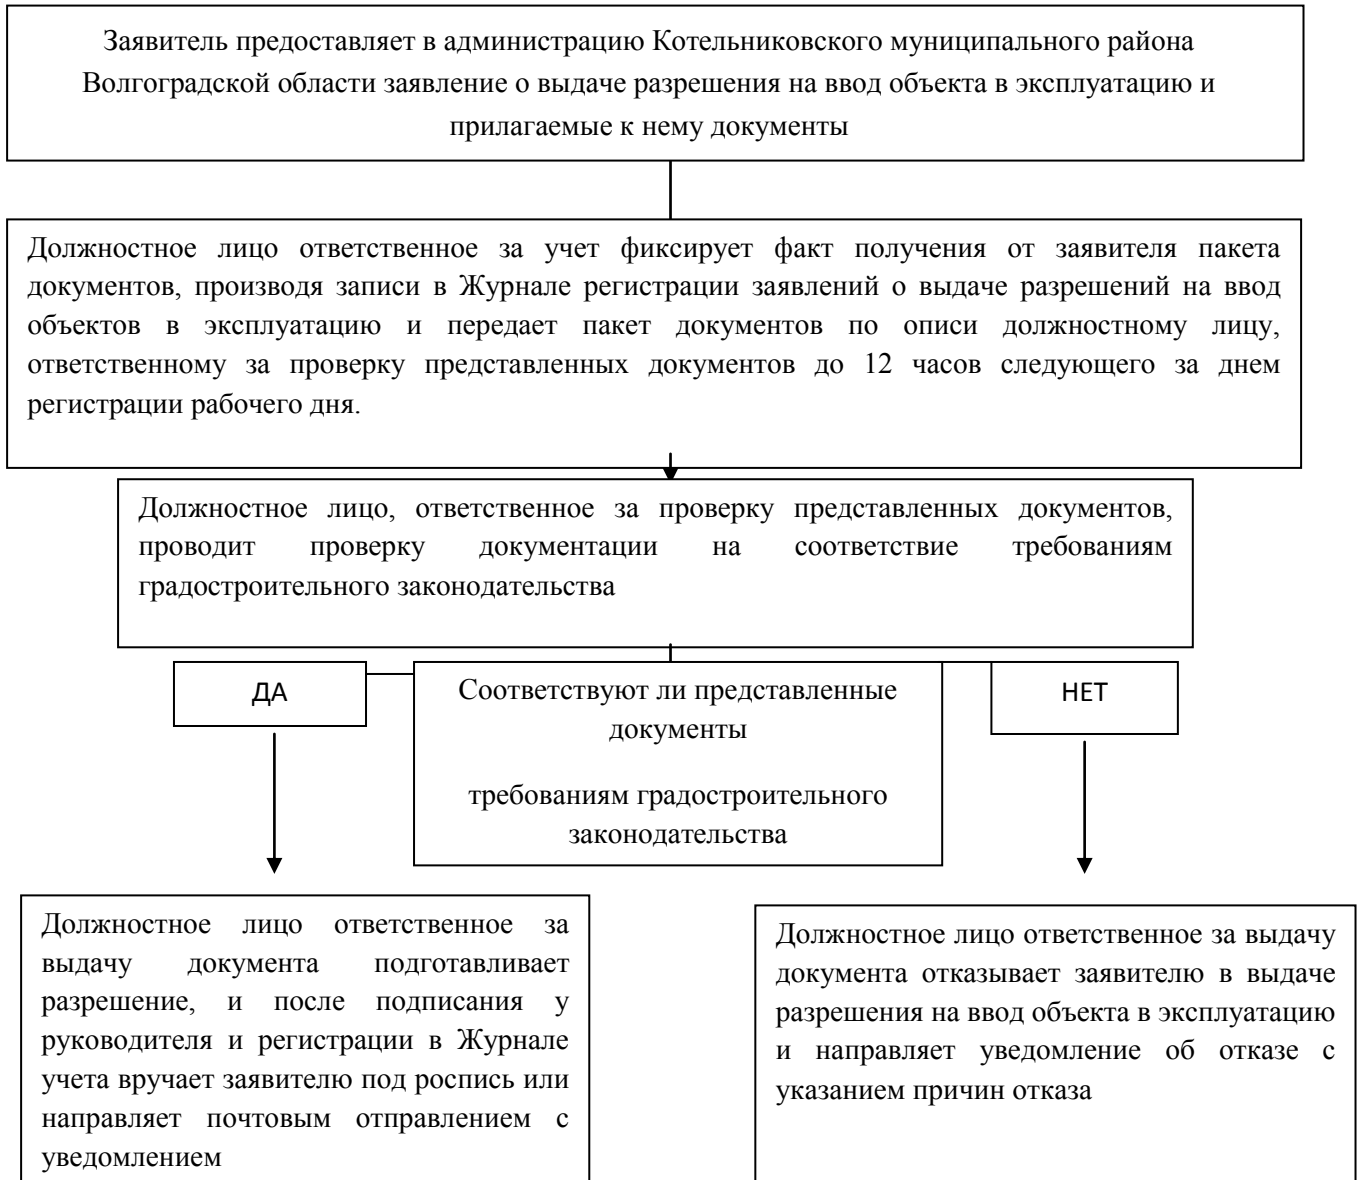 Заявитель предоставляет в администрацию Котельниковского муниципального района
Волгоградской области заявление о выдаче разрешения на ввод объекта в эксплуатацию и
прилагаемые к нему документы
Должностное лицо ответственное за учет фиксирует факт получения от заявителя пакета
документов, производя записи в Журнале регистрации заявлений о выдаче разрешений на ввод
объектов в эксплуатацию и передает пакет документов по описи должностному лицу,
ответственному за проверку представленных документов до 12 часов следующего за днем
регистрации рабочего дня.
Должностное лицо, ответственное за проверку представленных документов,
проводит проверку документации на соответствие требованиям
градостроительного законодательства
ДА
Соответствуют ли представленные
документы
требованиям градостроительного
законодательства
НЕТ
Должностное лицо ответственное за
выдачу документа подготавливает
разрешение, и после подписания у
руководителя и регистрации в Журнале
учета вручает заявителю под роспись или
направляет почтовым отправлением с
уведомлением
Должностное лицо ответственное за выдачу
документа отказывает заявителю в выдаче
разрешения на ввод объекта в эксплуатацию
и направляет уведомление об отказе с
указанием причин отказа